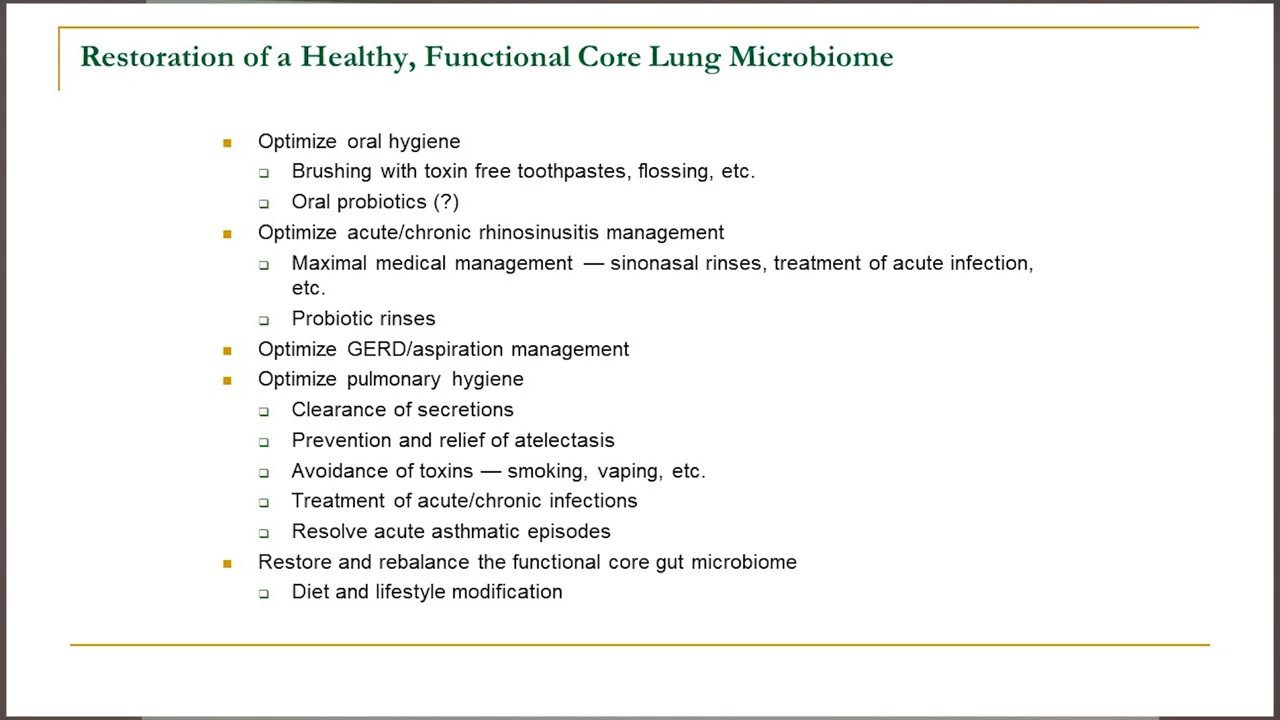 Restoration of a Healthy, Functional Core Lung Microbiome
Optimize oral hygiene
Brushing with toxin free toothpastes, flossing, etc.
Oral probiotics (?)
Optimize acute/chronic rhinosinusitis management
Maximal medical management — sinonasal rinses, treatment of acute infection,
etc.
Probiotic rinses
Optimize GERD/aspiration management
Optimize pulmonary hygiene
Clearance of secretions
Prevention and relief of atelectasis
Avoidance of toxins — smoking, vaping, etc.
Treatment of acute/chronic infections
Resolve acute asthmatic episodes
Restore and rebalance the functional core gut microbiome
Diet and lifestyle modification